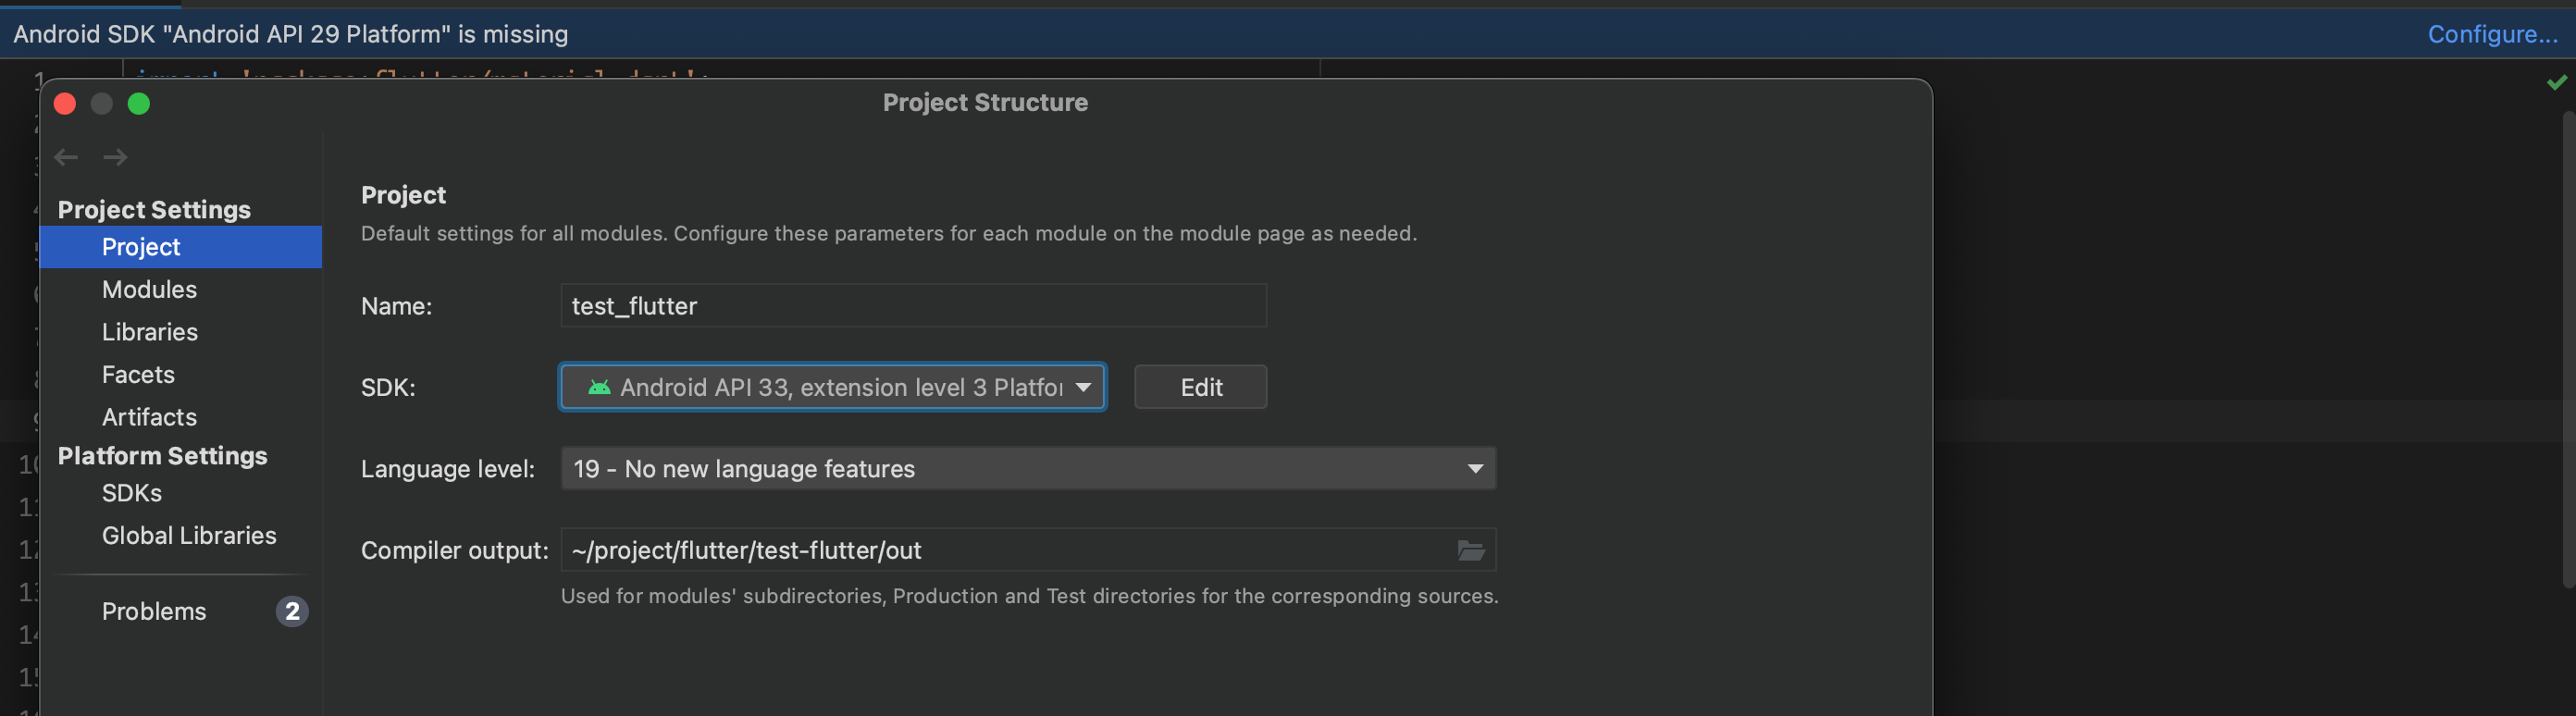 Android SDK "Android API 29 Platform" is missing
Configure...
1
Project Structure
Project Settings
Project
Modules
Libraries
Facets
Artifacts
Platform Settings
SDKs
Global Libraries
Problems 2
Project
Default settings for all modules. Configure these parameters for each module on the module page as needed.
Name: test_flutter
SDK: Android API 33, extension level 3 Edit
Language level: 19 - No new language features
Compiler output: ~/project/flutter/test-flutter/out
Used for modules' subdirectories, Production and Test directories for the corresponding sources.